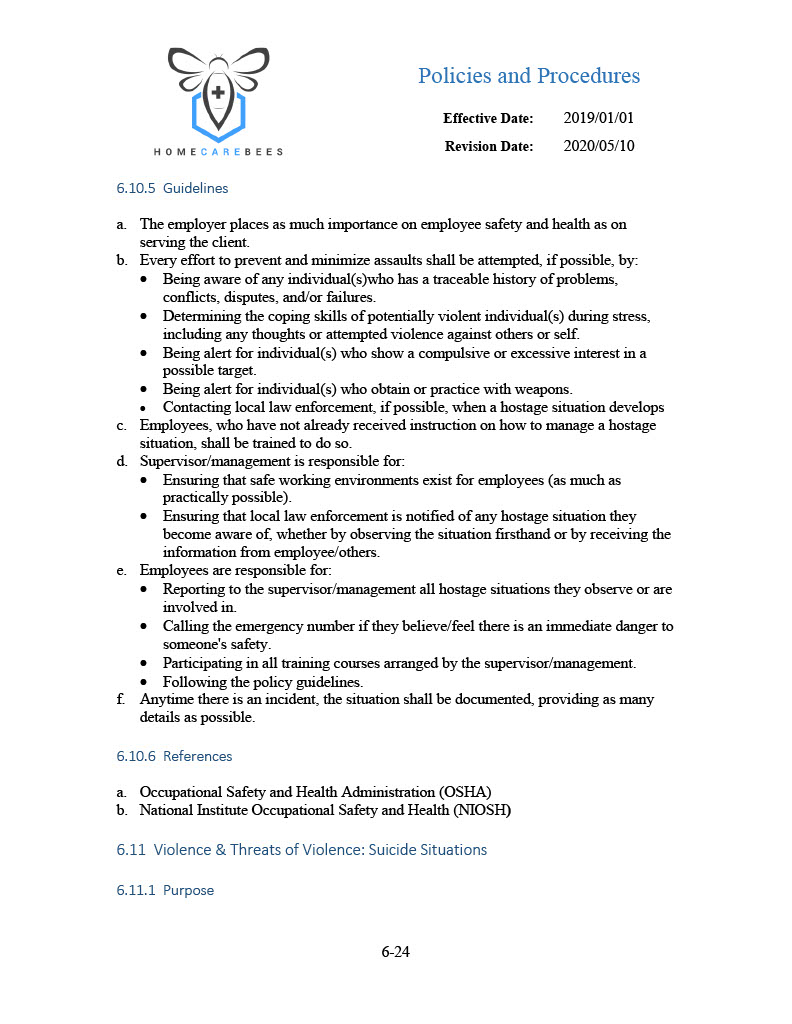 Policies and Procedures
Effective Date: 2019/01/01
Revision Date: 2020/05/10
HOMECAREBEES
6.10.5 Guidelines
a. The employer places as much importance on employee safety and health as on
serving the client.
b. Every effort to prevent and minimize assaults shall be attempted, if possible, by:
• Being aware of any individual(s)who has a traceable history of problems,
conflicts, disputes, and/or failures.
• Determining the coping skills of potentially violent individual(s) during stress,
including any thoughts or attempted violence against others or self.
• Being alert for individual(s) who show a compulsive or excessive interest in a
possible target.
• Being alert for individual(s) who obtain or practice with weapons.
• Contacting local law enforcement, if possible, when a hostage situation develops
c. Employees, who have not already received instruction on how to manage a hostage
situation, shall be trained to do so.
d. Supervisor/management is responsible for:
• Ensuring that safe working environments exist for employees (as much as
practically possible).
• Ensuring that local law enforcement is notified of any hostage situation they
become aware of, whether by observing the situation firsthand or by receiving the
information from employee/others.
e. Employees are responsible for:
• Reporting to the supervisor/management all hostage situations they observe or are
involved in.
• Calling the emergency number if they believe/feel there is an immediate danger to
someone's safety.
• Participating in all training courses arranged by the supervisor/management.
• Following the policy guidelines.
f. Anytime there is an incident, the situation shall be documented, providing as many
details as possible.
6.10.6 References
a. Occupational Safety and Health Administration (OSHA)
b. National Institute Occupational Safety and Health (NIOSH)
6.11 Violence & Threats of Violence: Suicide Situations
6.11.1 Purpose
6-24